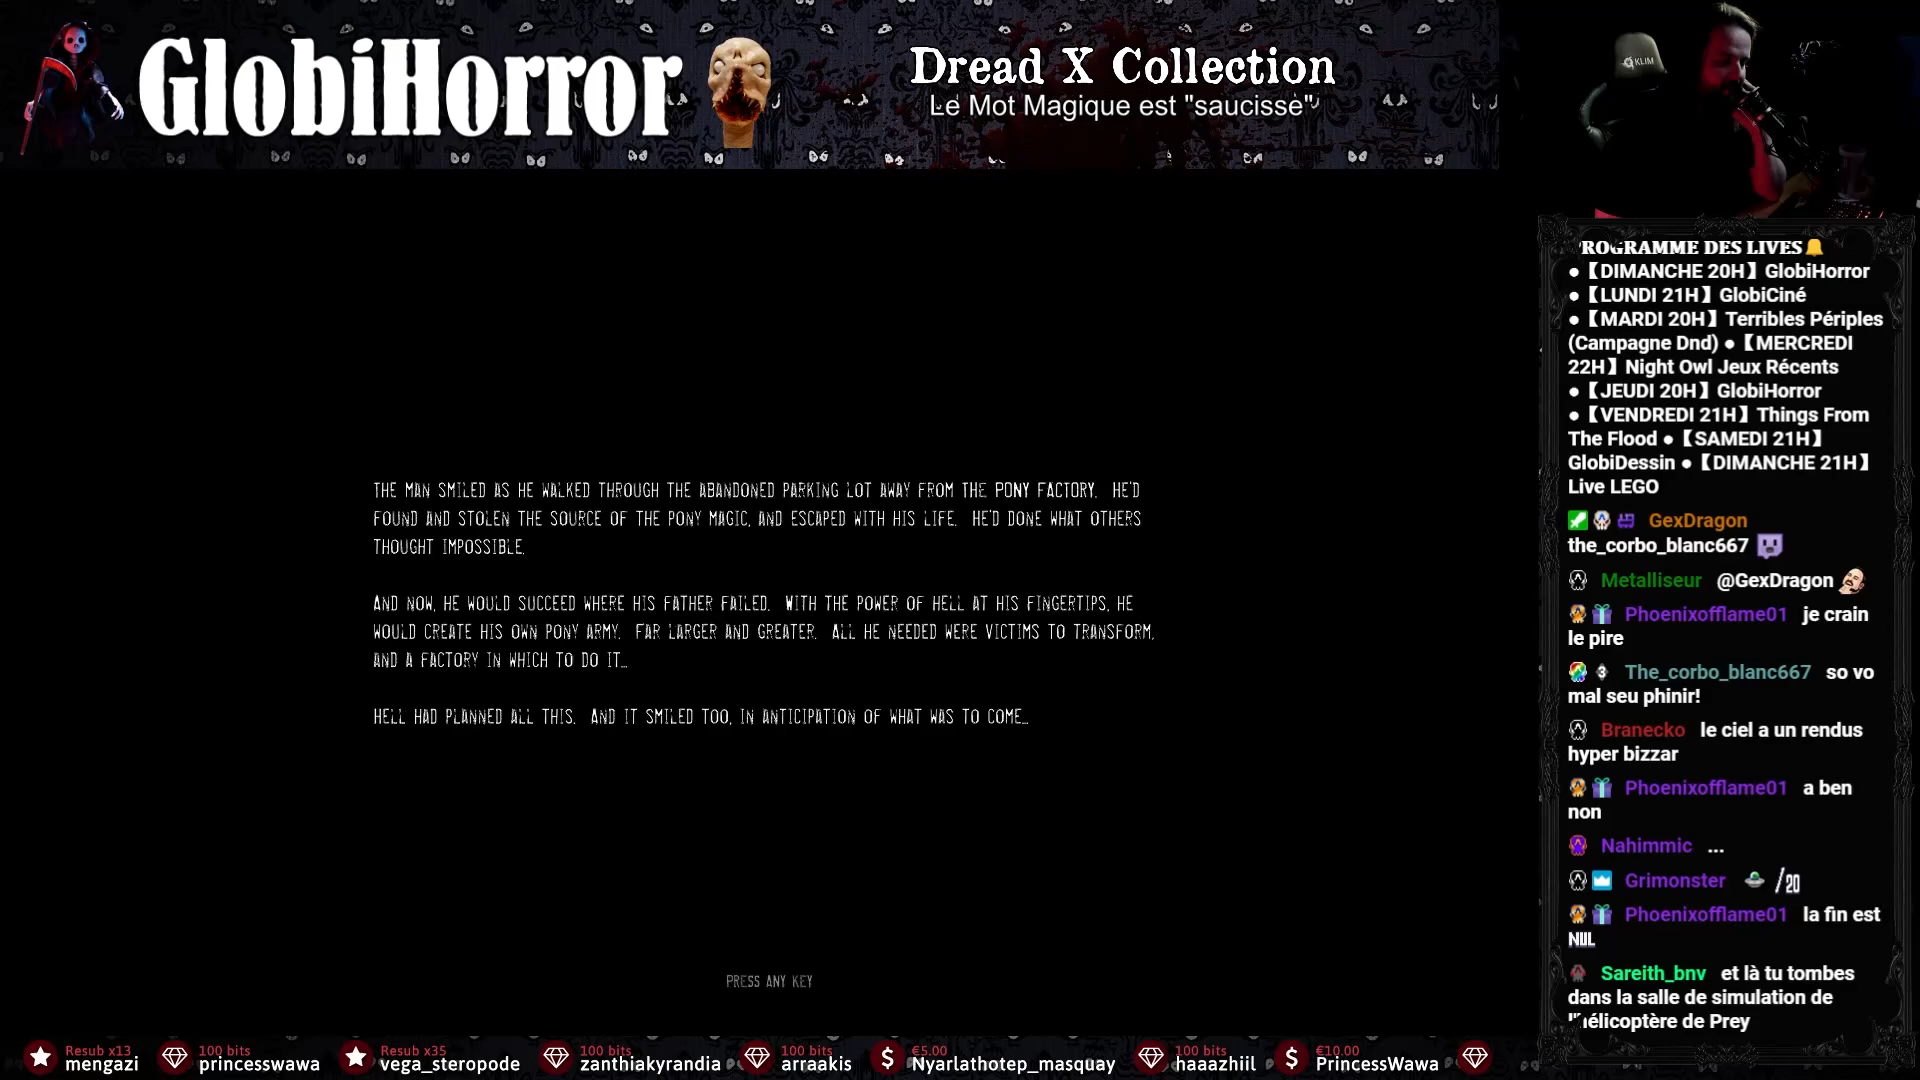 GlobiHorror
Dread X Collection
Le Mot Magique est "saucisse"
KLIM
THE MAN SMILED AS HE WALKED THROUGH THE ABANDONED PARKING LOT AWAY FROM THE PONY FACTORY. HE'D
FOUND AND STOLEN THE SOURCE OF THE PONY MAGIC, AND ESCAPED WITH HIS LIFE. HE'D DONE WHAT OTHERS
THOUGHT IMPOSSIBLE.
AND NOW, HE WOULD SUCCEED WHERE HIS FATHER FAILED. WITH THE POWER OF HELL AT HIS FINGERTIPS, HE
WOULD CREATE HIS OWN PONY ARMY. FAR LARGER AND GREATER. ALL HE NEEDED WERE VICTIMS TO TRANSFORM,
AND A FACTORY IN WHICH TO DO IT...
HELL HAD PLANNED ALL THIS. AND IT SMILED TOO, IN ANTICIPATION OF WHAT WAS TO COME...
PRESS ANY KEY
PROGRAMME DES LIVES🔔
●【DIMANCHE 20H】GlobiHorror
●【LUNDI 21H】GlobiCiné
●【MARDI 20H】Terribles Périples
(Campagne Dnd) ●【MERCREDI
22H】Night Owl Jeux Récents
●【JEUDI 20H】GlobiHorror
●【VENDREDI 21H】Things From
The Flood ●【SAMEDI 21H】
GlobiDessin ●【DIMANCHE 21H】
Live LEGO
GexDragon
the_corbo_blanc667
Metalliseur @GexDragon
Phoenixofflame01 je crain
le pire
The_corbo_blanc667 so vo
mal seu phinir!
Branecko le ciel a un rendus
hyper bizzar
Phoenixofflame01 a ben
non
Nahimmic ...
Grimonster 🛸 /20
Phoenixofflame01 la fin est
NUL
Sareith_bnv et là tu tombes
dans la salle de simulation de
l'hélicoptère de Prey
Resub x13 100 bits Resub x35 100 bits 100 bits €5.00 100 bits €10.00
mengazi princesswawa vega_steropode zanthiakyrandia arraakis Nyarlathotep_masquay haaazhiil PrincessWawa